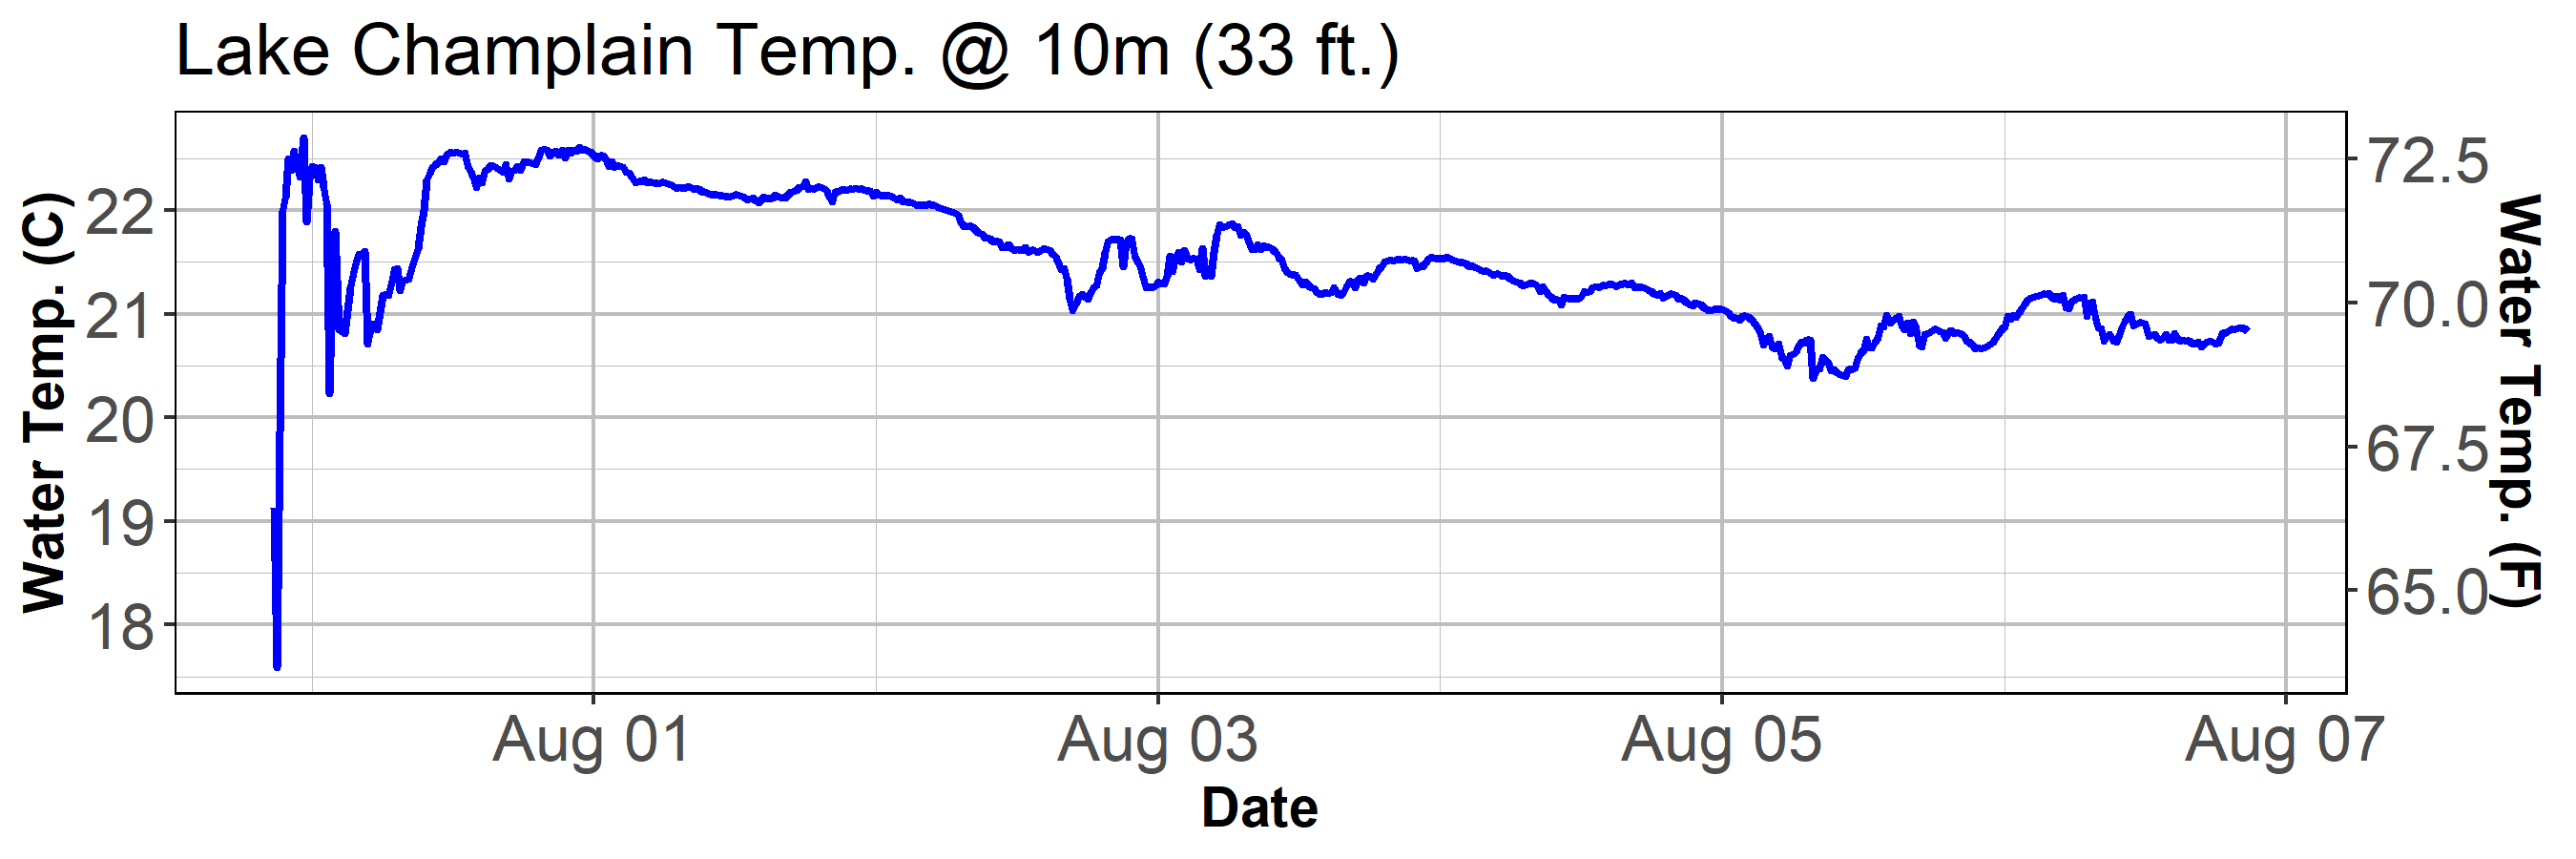 Lake Champlain Temp. @ 10m (33 ft.)
Water Temp. (C)
22
21
20
19
18
72.5
70.0
67.5
65.0
Water Temp. (F)
Aug 01
Aug 03
Aug 05
Aug 07
Date